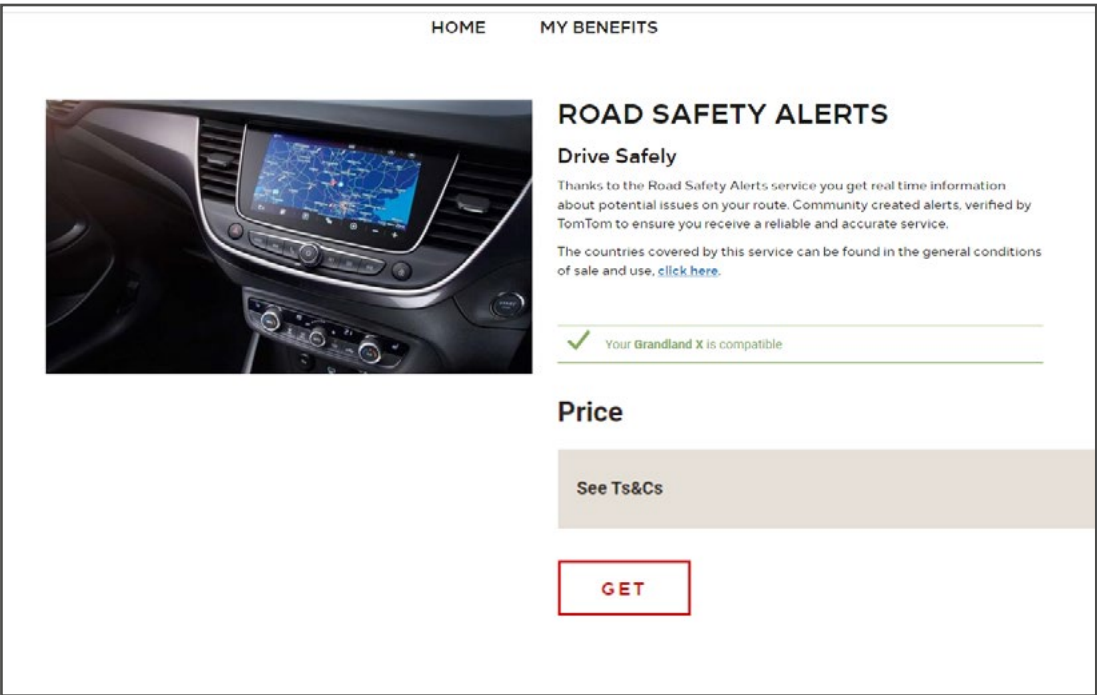 HOME MY BENEFITS
ROAD SAFETY ALERTS
Drive Safely
Thanks to the Road Safety Alerts service you get real time information
about potential issues on your route. Community created alerts, verified by
TomTom to ensure you receive a reliable and accurate service.
The countries covered by this service can be found in the general conditions
of sale and use, click here.
Your Grandland X is compatible
Price
See Ts&Cs
GET